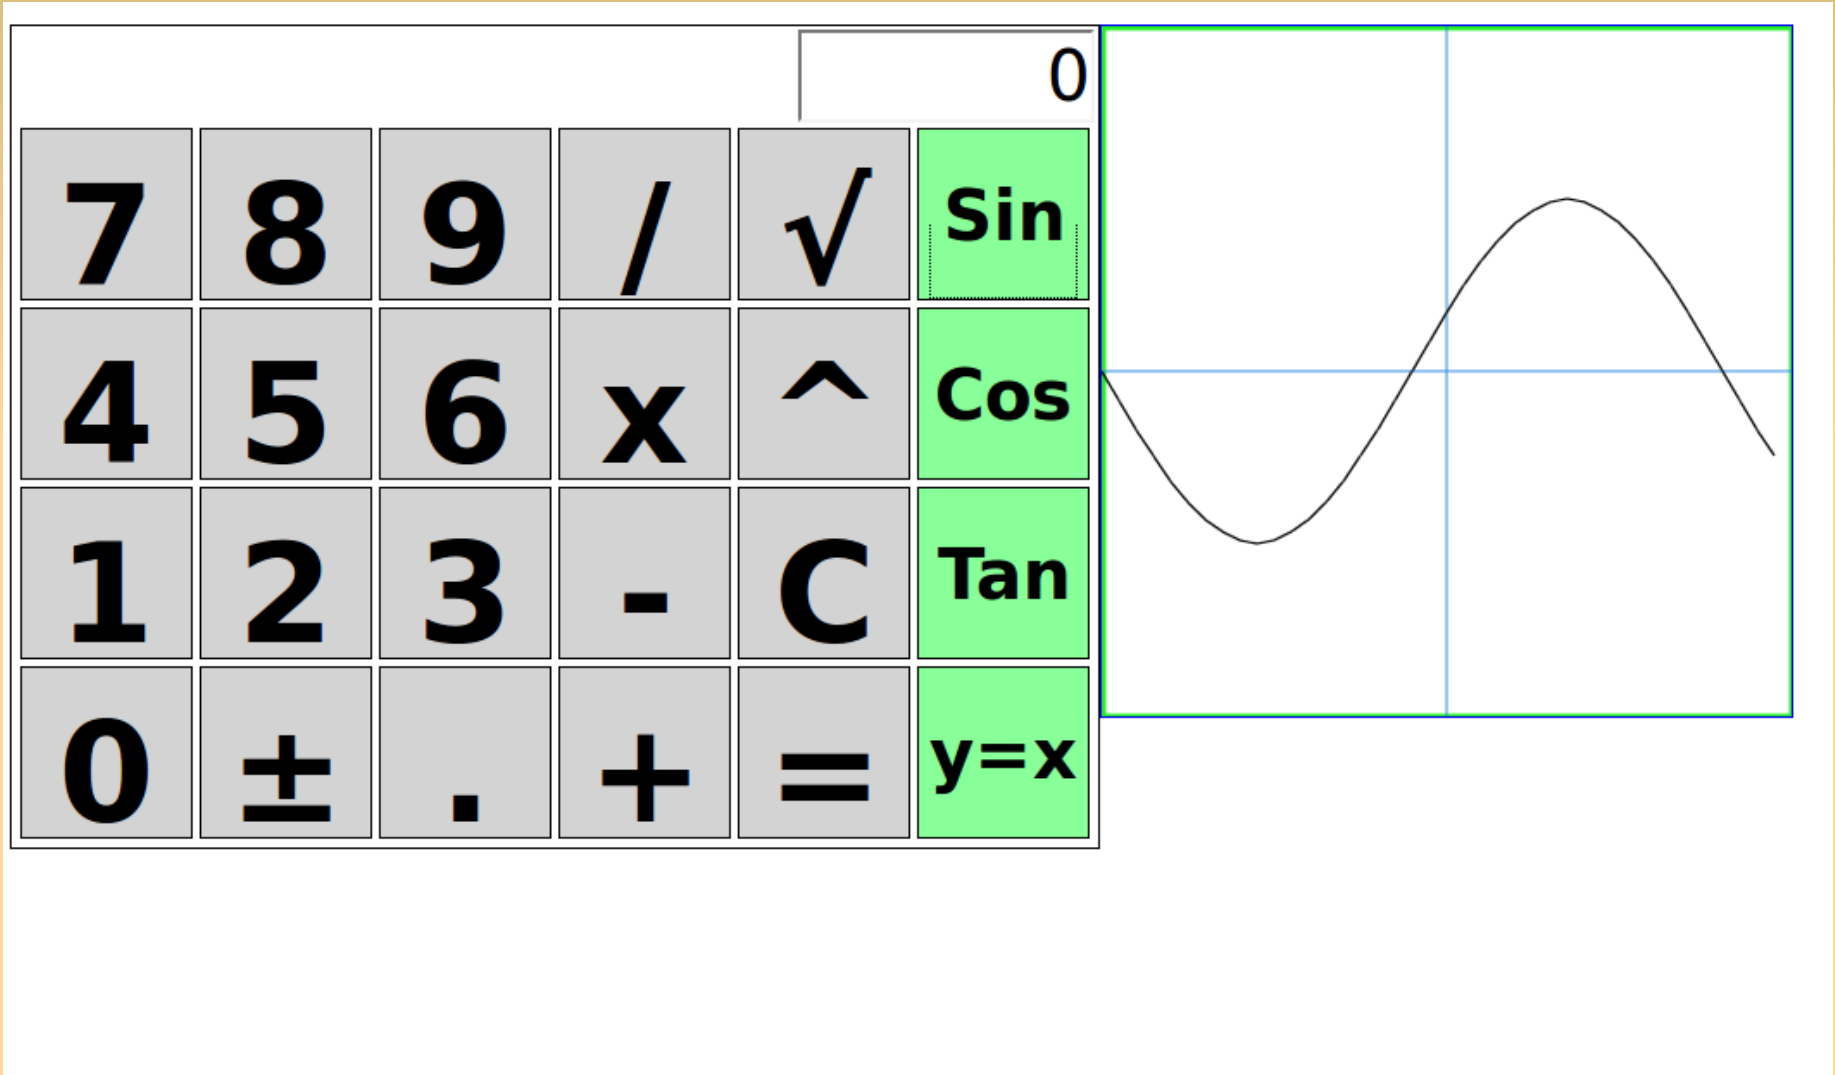 0
7 8 9 / √ Sin
4 5 6 x ^ Cos
1 2 3 - C Tan
0 ± . + = y=x